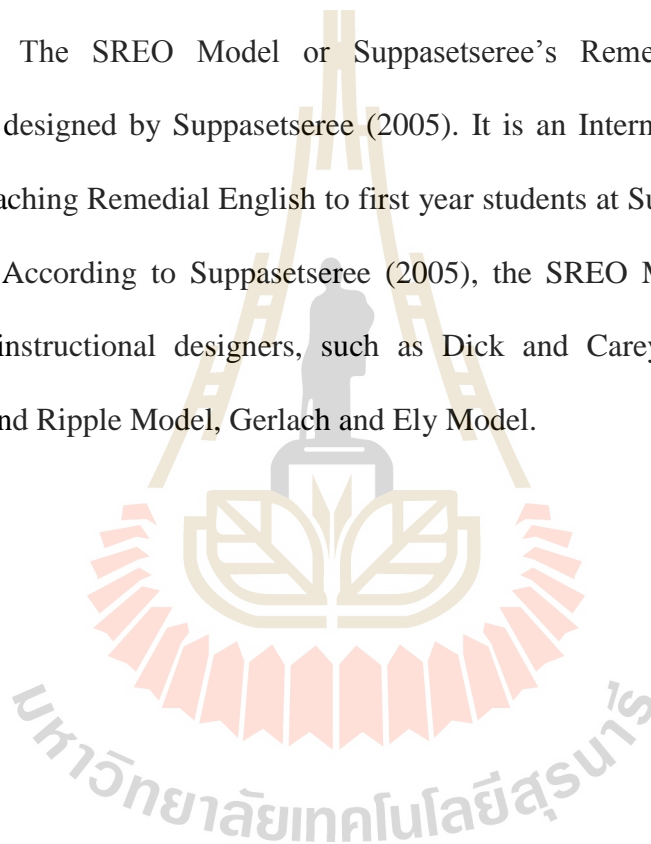 The SREO Model or Suppasetseree’s Reme
designed by Suppasetseree (2005). It is an Intern
aching Remedial English to first year students at Su
According to Suppasetseree (2005), the SREO M
instructional designers, such as Dick and Carey
nd Ripple Model, Gerlach and Ely Model.
มหาวิทยาลัยเทคโนโลยีสุรนารี